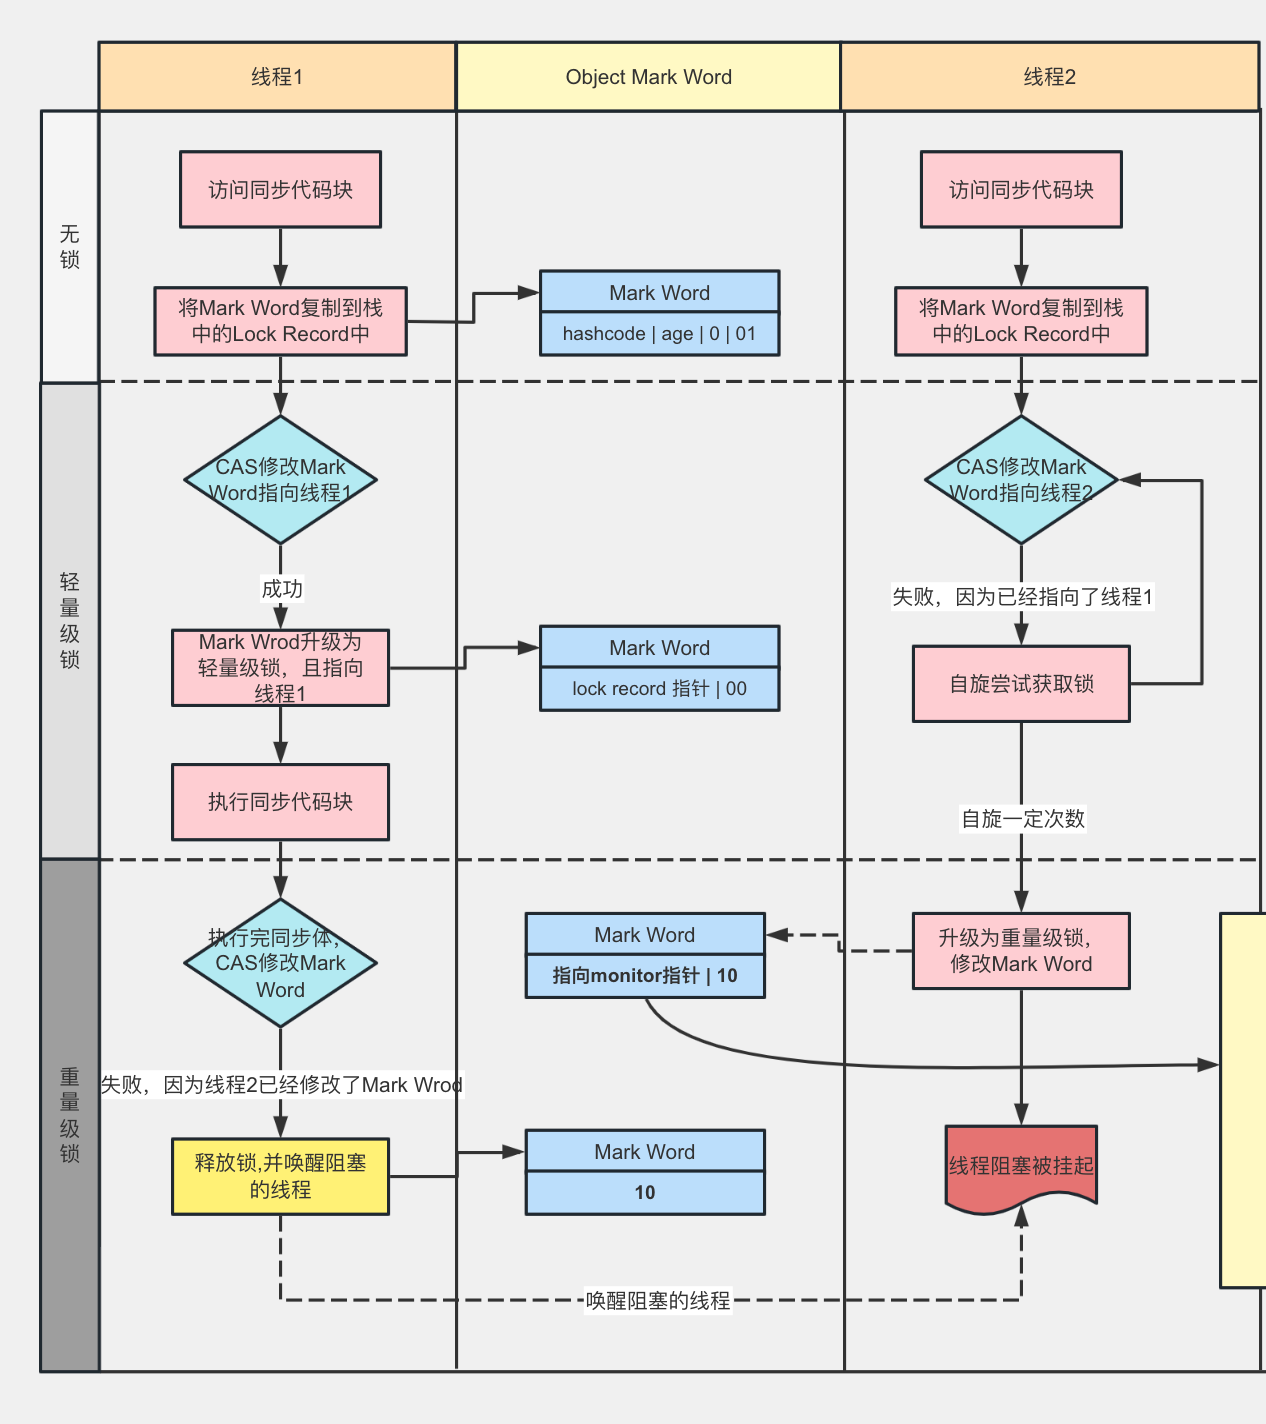 线程1
Object Mark Word
线程2
无
锁
访问同步代码块
访问同步代码块
将Mark Word复制到栈
中的Lock Record中
Mark Word
hashcode | age | 0 | 01
将Mark Word复制到栈
中的Lock Record中
轻
量
级
锁
CAS修改Mark
Word指向线程1
CAS修改Mark
Word指向线程2
成功
失败，因为已经指向了线程1
Mark Wrod升级为
轻量级锁，且指向
线程1
Mark Word
lock record 指针 | 00
自旋尝试获取锁
执行同步代码块
自旋一定次数
重
量
级
锁
执行完同步体，
CAS修改Mark
Word
Mark Word
指向monitor指针 | 10
升级为重量级锁，
修改Mark Word
失败，因为线程2已经修改了Mark Wrod
释放锁,并唤醒阻塞
的线程
Mark Word
10
线程阻塞被挂起
唤醒阻塞的线程